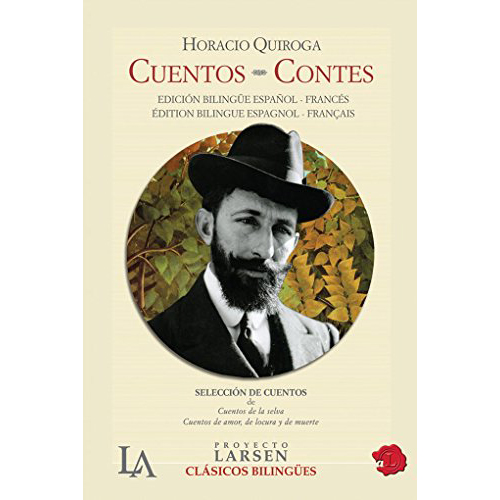 HORACIO QUIROGA
CUENTOS CONTES
EDICIÓN BILINGÜE ESPAÑOL - FRANCÉS
ÉDITION BILINGUE ESPAGNOL - FRANÇAIS
SELECCIÓN DE CUENTOS
de
Cuentos de la selva
Cuentos de amor, de locura y de muerte
PROYECTO
LA LARSEN
CLÁSICOS BILINGÜES